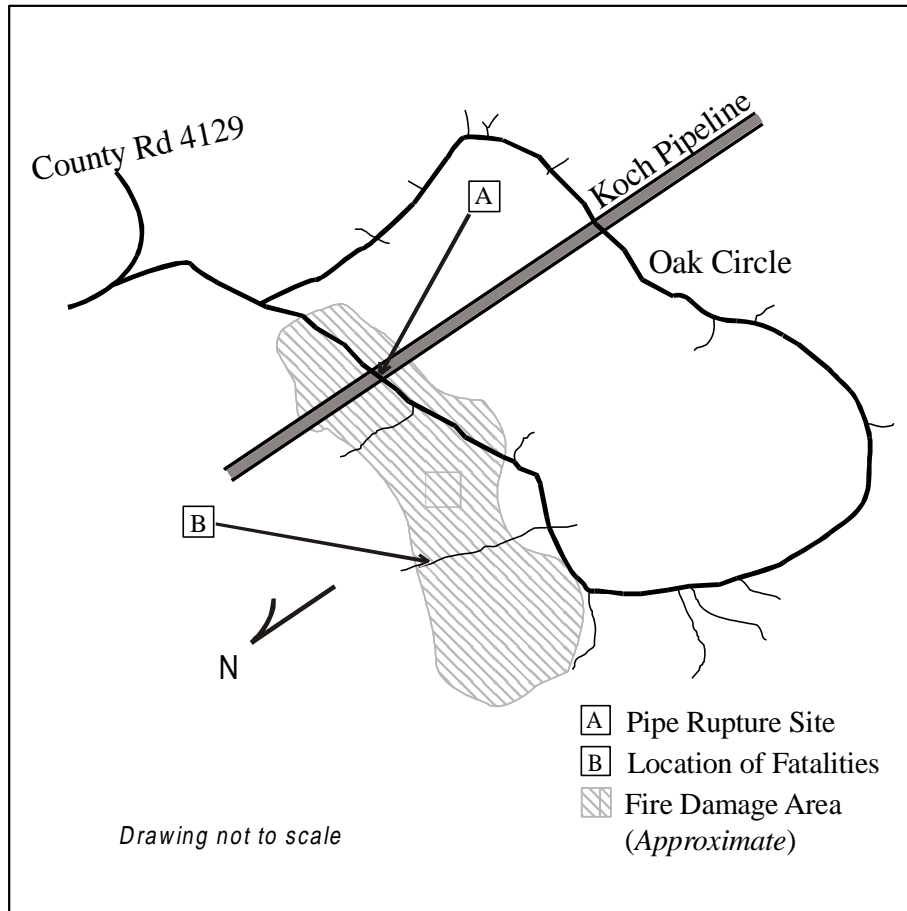 County Rd 4129
Koch Pipeline
A
Oak Circle
B
N
A Pipe Rupture Site
B Location of Fatalities
Fire Damage Area
(Approximate)
Drawing not to scale